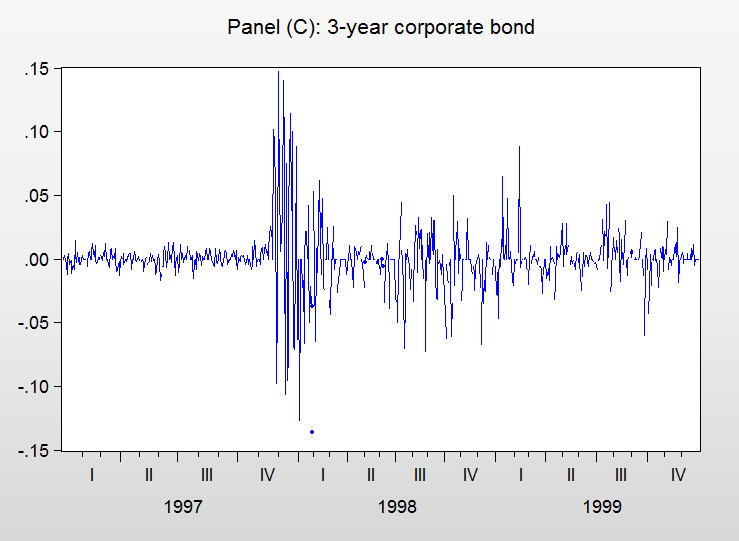 Panel (C): 3-year corporate bond
.15
.10
.05
.00
-.05
-.10
-.15
I II III IV I II III IV I II III IV
1997 1998 1999